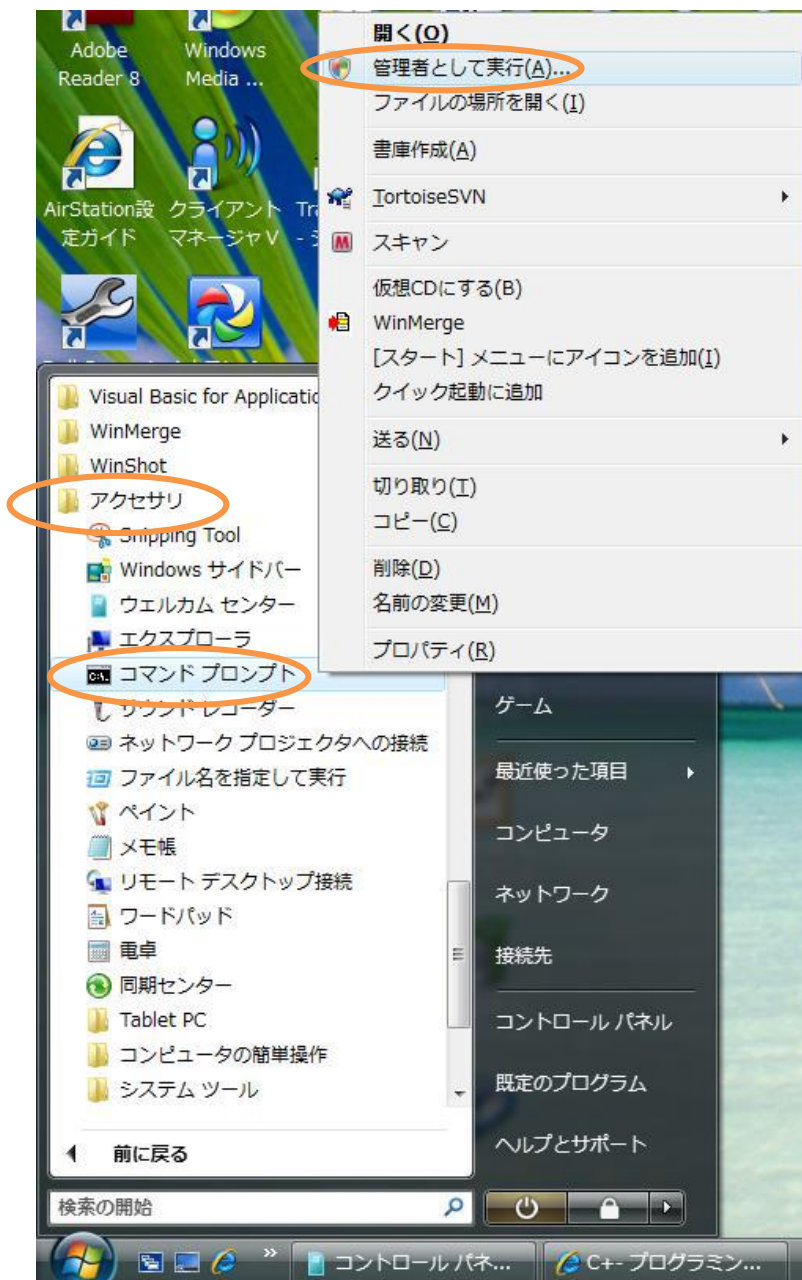 Adobe
Reader 8
Windows
Media ...
AirStation設
定ガイド
クライアント
マネージャV
開く(O)
管理者として実行(A)...
ファイルの場所を開く(I)
書庫作成(A)
TortoiseSVN
スキャン
仮想CDにする(B)
WinMerge
[スタート] メニューにアイコンを追加(I)
クイック起動に追加
送る(N)
切り取り(T)
コピー(C)
削除(D)
名前の変更(M)
プロパティ(R)
Visual Basic for Applicatio
WinMerge
WinShot
アクセサリ
Snipping Tool
Windows サイドバー
ウェルカム センター
エクスプローラ
コマンド プロンプト
サウンド レコーダー
ネットワーク プロジェクタへの接続
ファイル名を指定して実行
ペイント
メモ帳
リモート デスクトップ接続
ワードパッド
電卓
同期センター
Tablet PC
コンピュータの簡単操作
システム ツール
前に戻る
検索の開始
ゲーム
最近使った項目
コンピュータ
ネットワーク
接続先
コントロール パネル
既定のプログラム
ヘルプとサポート
コントロール パネ...
C+- プログラミン...